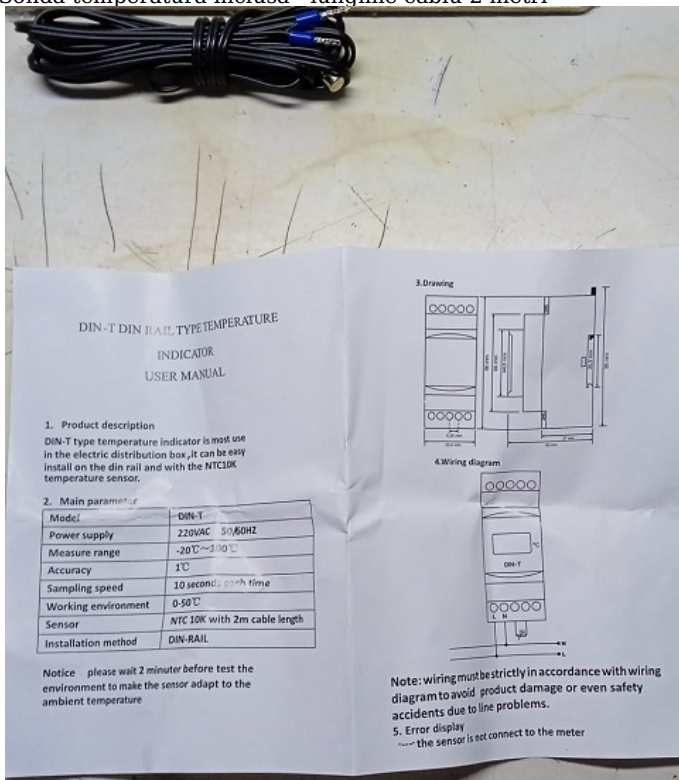 Sonda temperatura inclusa - lunghho cablu 2 metri
DIN-T DIN RAIL TYPE TEMPERATURE
INDICATOR
USER MANUAL
1. Product description
DIN-T type temperature indicator is most use
in the electric distribution box,it can be easy
install on the din rail and with the NTC10K
temperature sensor.
2. Main parameter
Model DIN-T
Power supply 220VAC 50/60HZ
Measure range -20℃~100℃
Accuracy 1℃
Sampling speed 10 seconds each time
Working environment 0-50℃
Sensor NTC 10K with 2m cable length
Installation method DIN-RAIL
Notice please wait 2 minuter before test the
environment to make the sensor adapt to the
ambient temperature
3.Drawing
4.Wiring diagram
℃
DIN-T
L N
N
L
Note: wiring must be strictly in accordance with wiring
diagram to avoid product damage or even safety
accidents due to line problems.
5. Error display
---- the sensor is not connect to the meter